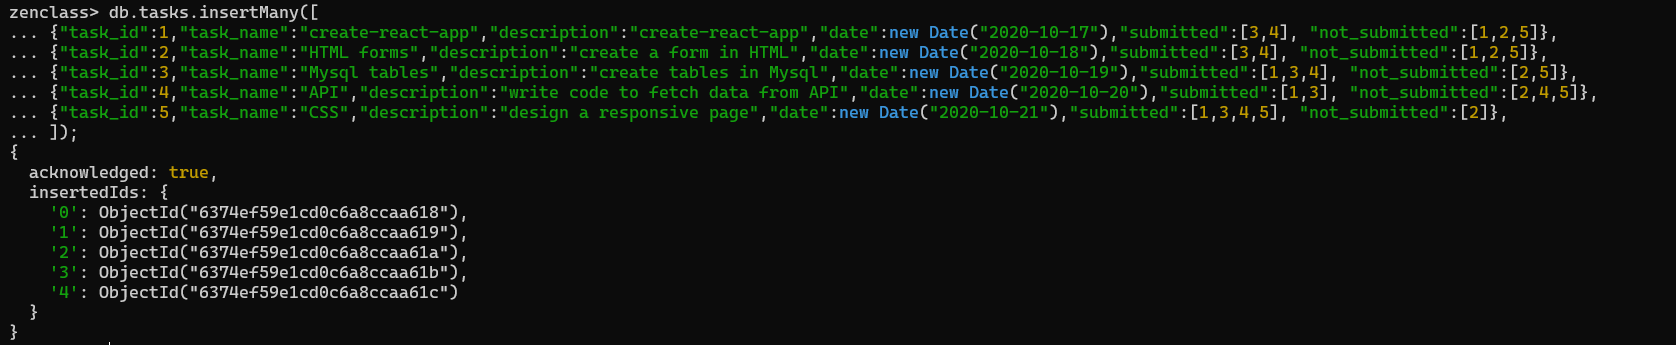 zenclass> db.tasks.insertMany([
... {"task_id":1,"task_name":"create-react-app","description":"create-react-app","date":new Date("2020-10-17"),"submitted":[3,4], "not_submitted":[1,2,5]},
... {"task_id":2,"task_name":"HTML forms","description":"create a form in HTML","date":new Date("2020-10-18"),"submitted":[3,4], "not_submitted":[1,2,5]},
... {"task_id":3,"task_name":"Mysql tables","description":"create tables in Mysql","date":new Date("2020-10-19"),"submitted":[1,3,4], "not_submitted":[2,5]},
... {"task_id":4,"task_name":"API","description":"write code to fetch data from API","date":new Date("2020-10-20"),"submitted":[1,3], "not_submitted":[2,4,5]},
... {"task_id":5,"task_name":"CSS","description":"design a responsive page","date":new Date("2020-10-21"),"submitted":[1,3,4,5], "not_submitted":[2]},
... ]);
{
  acknowledged: true,
  insertedIds: {
    '0': ObjectId("6374ef59e1cd0c6a8ccaa618"),
    '1': ObjectId("6374ef59e1cd0c6a8ccaa619"),
    '2': ObjectId("6374ef59e1cd0c6a8ccaa61a"),
    '3': ObjectId("6374ef59e1cd0c6a8ccaa61b"),
    '4': ObjectId("6374ef59e1cd0c6a8ccaa61c")
  }
}